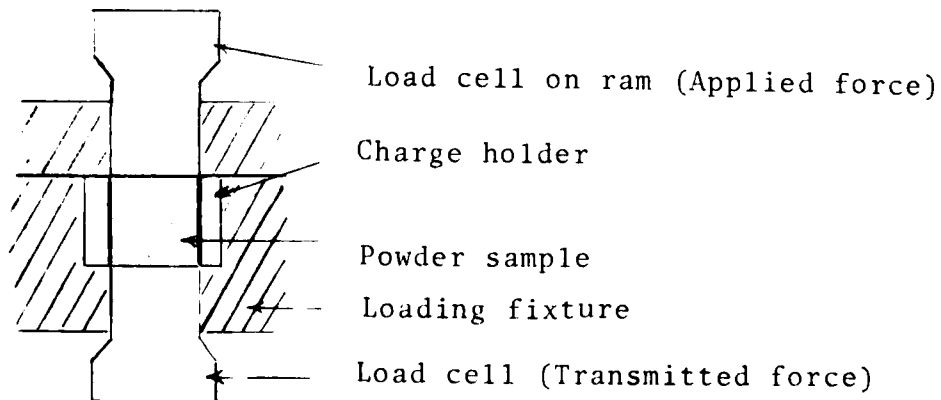 Load cell on ram (Applied force)
Charge holder
Powder sample
Loading fixture
Load cell (Transmitted force)